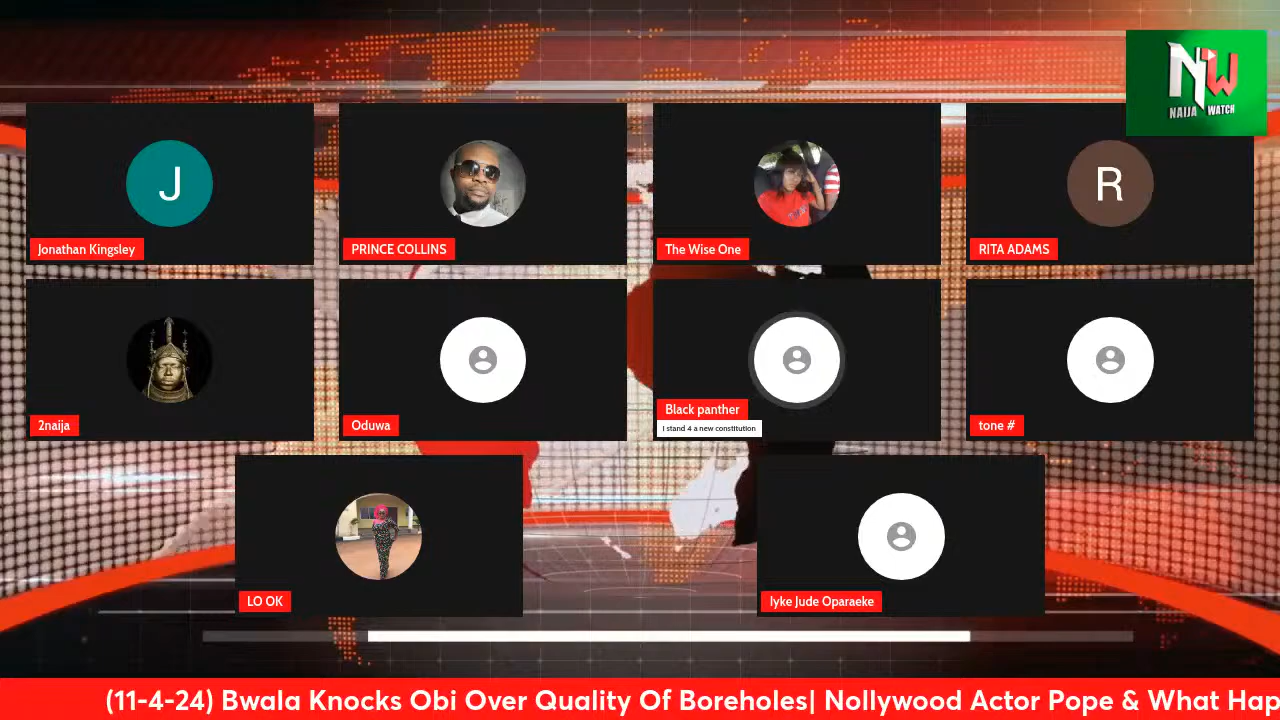 NW
NAIJA WATCH
J
R
Jonathan Kingsley
PRINCE COLLINS
The Wise One
RITA ADAMS
2naija
Oduwa
Black panther
I stand 4 a new constitution
tone #
LO OK
Iyke Jude Oparaeke
(11-4-24) Bwala Knocks Obi Over Quality Of Boreholes| Nollywood Actor Pope & What Hap